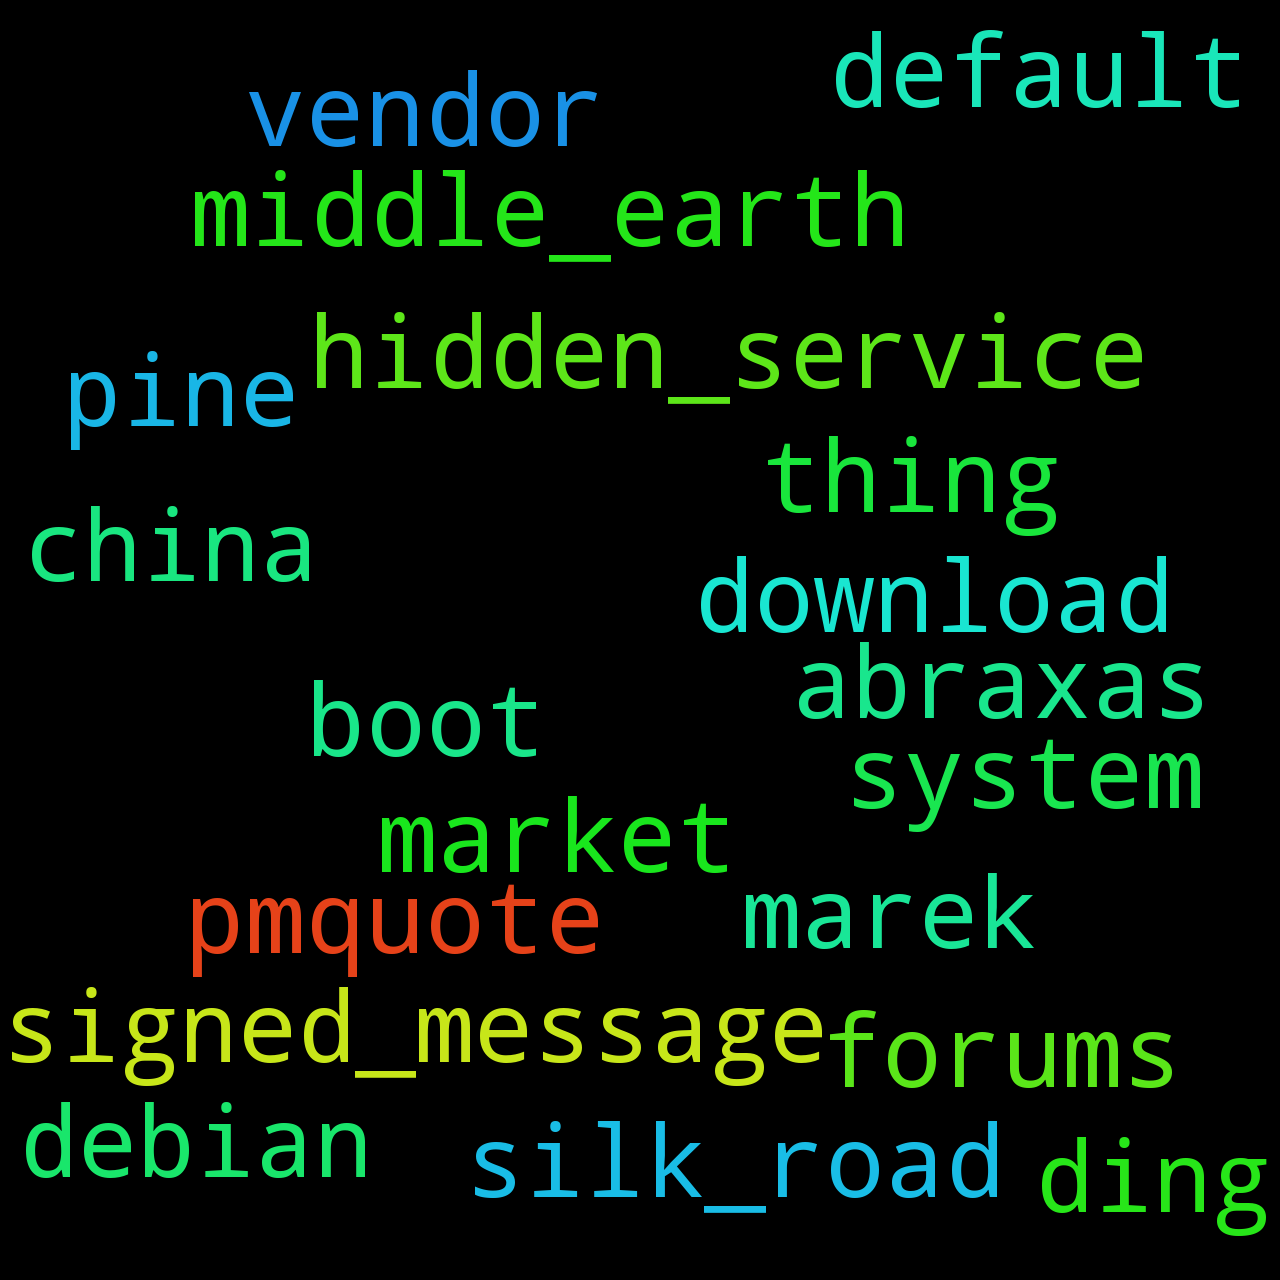 default
vendor
middle_earth
hidden_service
pine
thing
china
download
abraxas
boot
system
market
pmquote
marek
signed_message
forums
debian
silk_road
ding